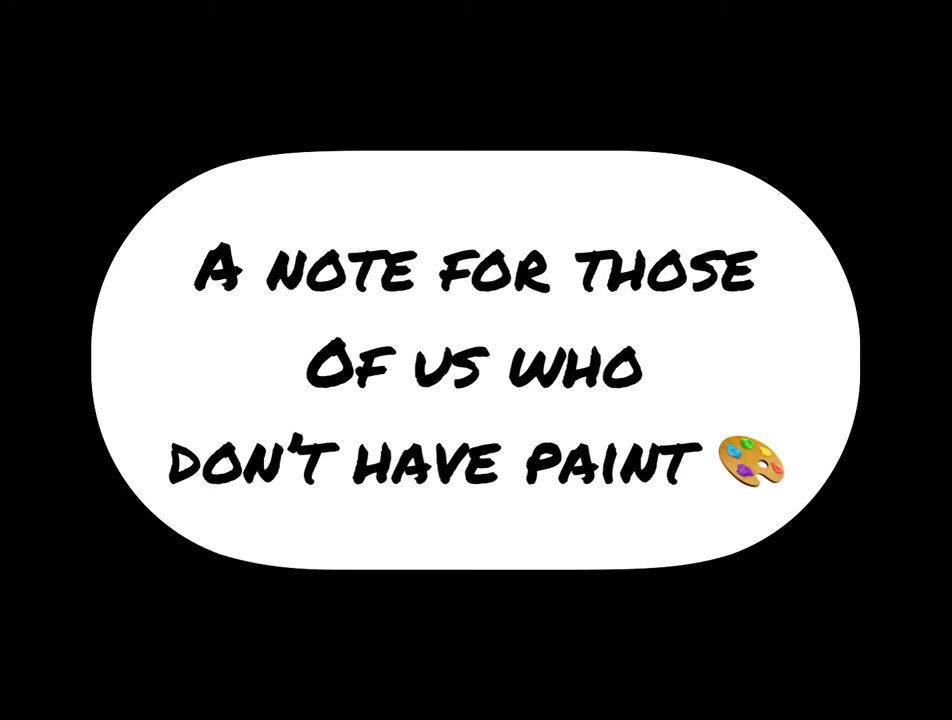 A NOTE FOR THOSE
OF US WHO
DON'T HAVE PAINT 🎨